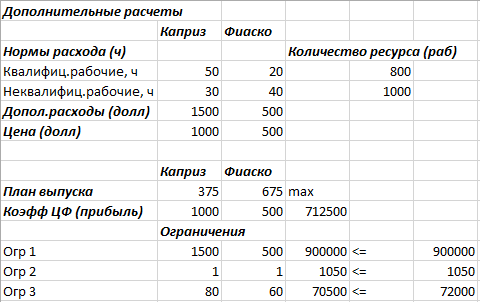 Дополнительные расчеты
Каприз Фиаско
Нормы расхода (ч) Количество ресурса (раб)
Квалифиц.рабочие, ч 50 20 800
Неквалифиц.рабочие, ч 30 40 1000
Допол.расходы (долл) 1500 500
Цена (долл) 1000 500
Каприз Фиаско
План выпуска 375 675 max
Коэфф ЦФ (прибыль) 1000 500 712500
Ограничения
Огр 1 1500 500 900000 <= 900000
Огр 2 1 1 1050 <= 1050
Огр 3 80 60 70500 <= 72000